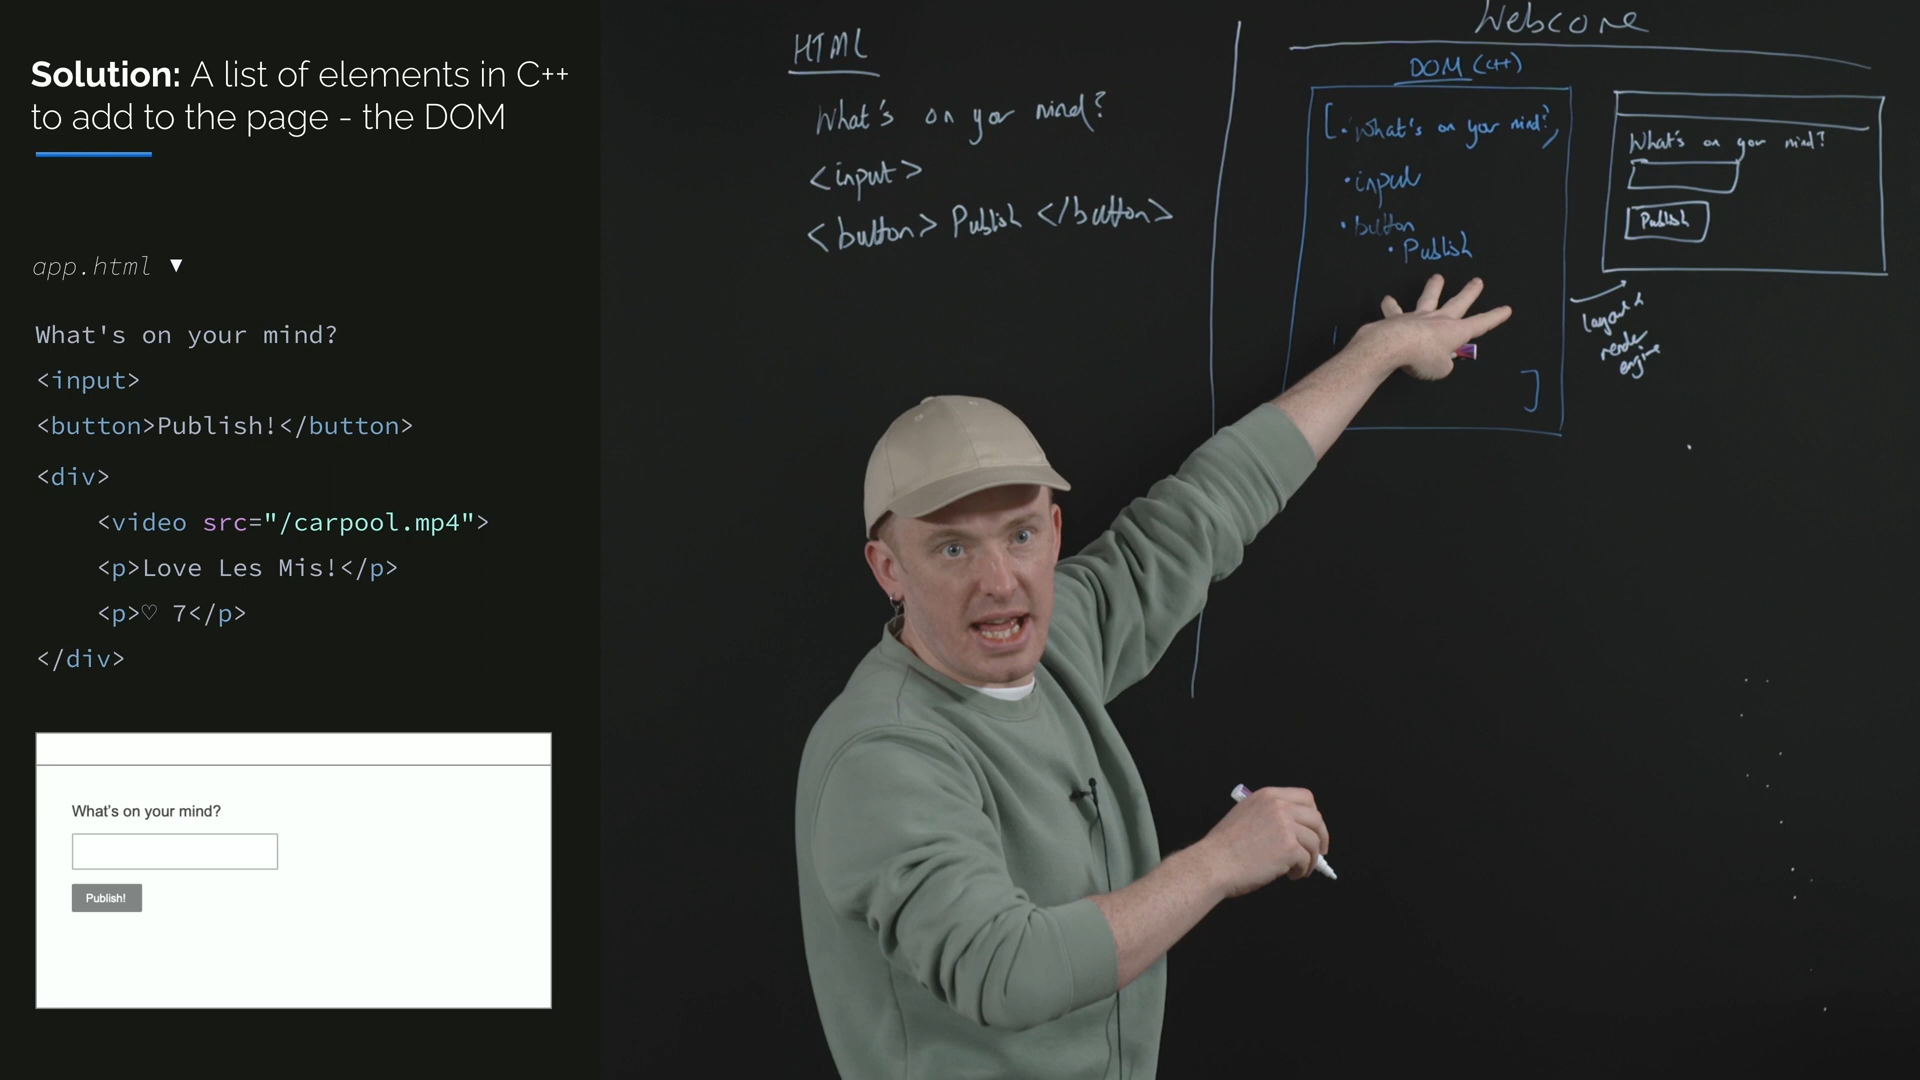 Solution: A list of elements in C++
to add to the page - the DOM
app.html ▼
What's on your mind?
<input>
<button>Publish!</button>
<div>
<video src="/carpool.mp4">
<p>Love Les Mis!</p>
<p>♡ 7</p>
</div>
What's on your mind?
Publish!
HTML
What's on your mind?
<input>
<button> Publish </button>
Webcore
DOM (C++)
[ • What's on your mind?,
• input
• button
• Publish
]
What's on your mind?
Publish
layout &
render
engine